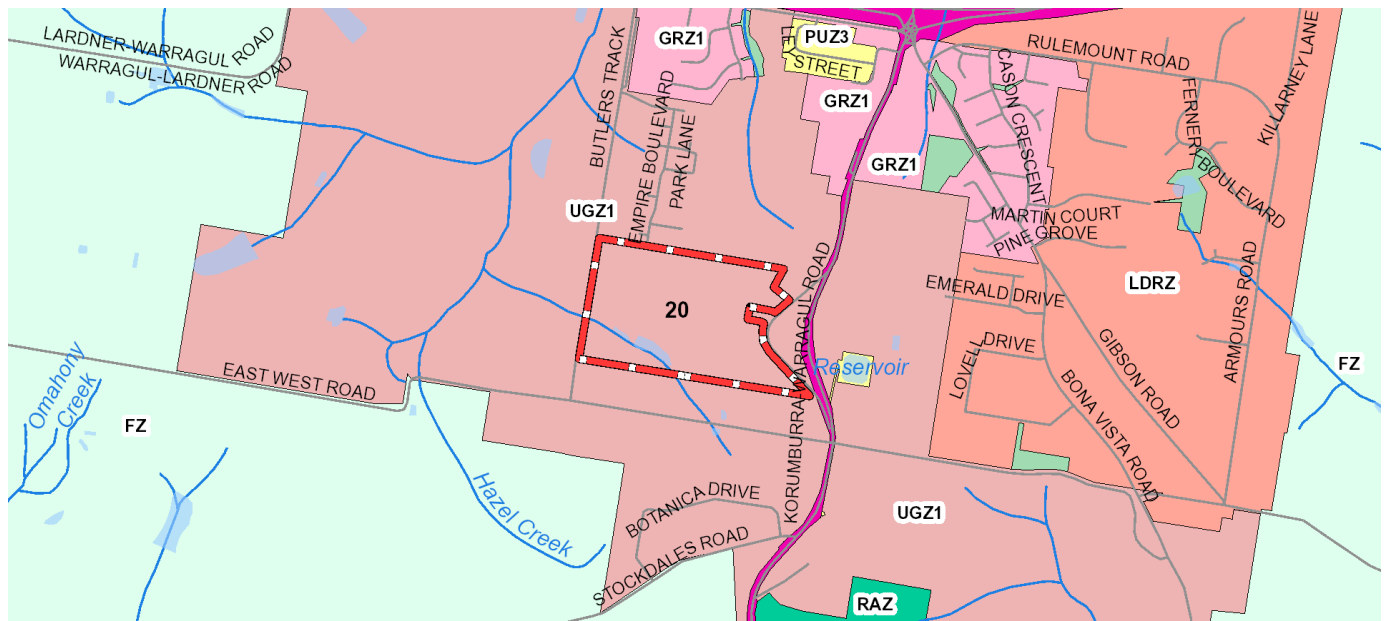 LARDNER-WARRAGUL ROAD
WARRAGUL-LARDNER ROAD
BUTLERS TRACK
GRZ1
EMPIRE BOULEVARD
PARK LANE
LEY STREET
PUZ3
GRZ1
GRZ1
RULEMOUNT ROAD
CASON CRESCENT
FERNERY BOULEVARD
KILLARNEY LANE
UGZ1
MARTIN COURT
PINE GROVE
EMERALD DRIVE
LDRZ
ARMOURS ROAD
20
KORUMBURRA-WARRAGUL ROAD
Reservoir
LOVELL DRIVE
GIBSON ROAD
BONA VISTA ROAD
FZ
EAST WEST ROAD
Omahony
Creek
FZ
Hazel Creek
BOTANICA DRIVE
STOCKDALES ROAD
UGZ1
RAZ